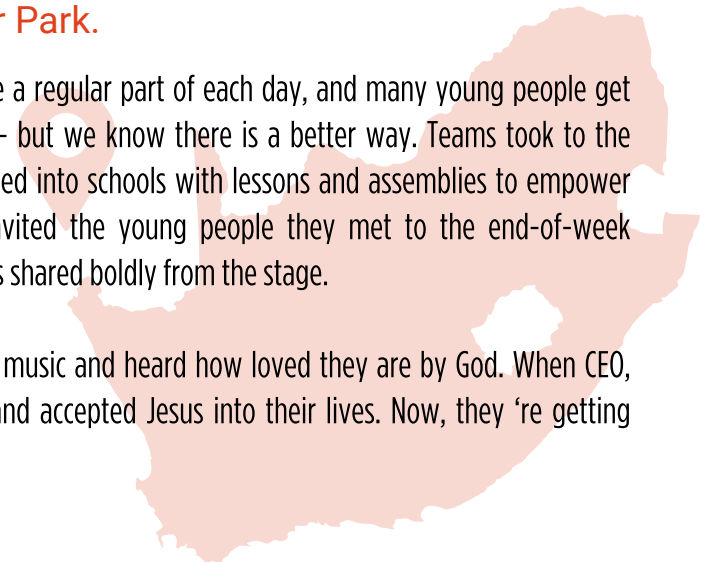 r Park.
e a regular part of each day, and many young people get
- but we know there is a better way. Teams took to the
ed into schools with lessons and assemblies to empower
nvited the young people they met to the end-of-week
s shared boldly from the stage.
music and heard how loved they are by God. When CEO,
and accepted Jesus into their lives. Now, they ‘re getting